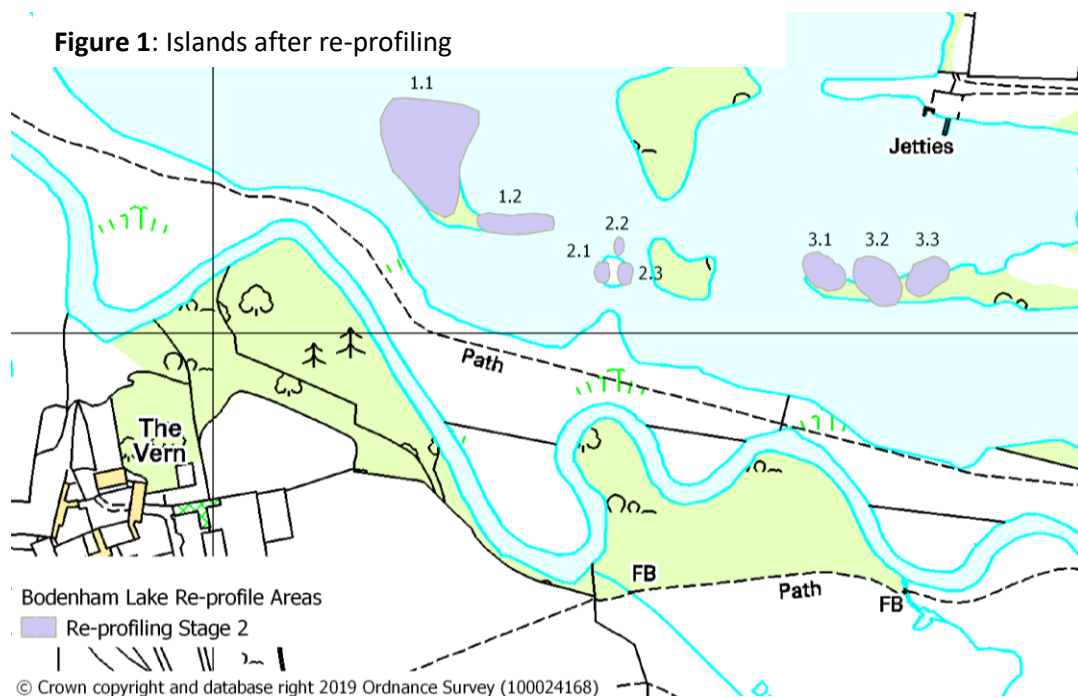 Figure 1: Islands after re-profiling
1.1
Jetties
1.2
2.2
2.1
2.3
3.1
3.2
3.3
Path
The
Vern
FB
Path
FB
Bodenham Lake Re-profile Areas
Re-profiling Stage 2
© Crown copyright and database right 2019 Ordnance Survey (100024168)